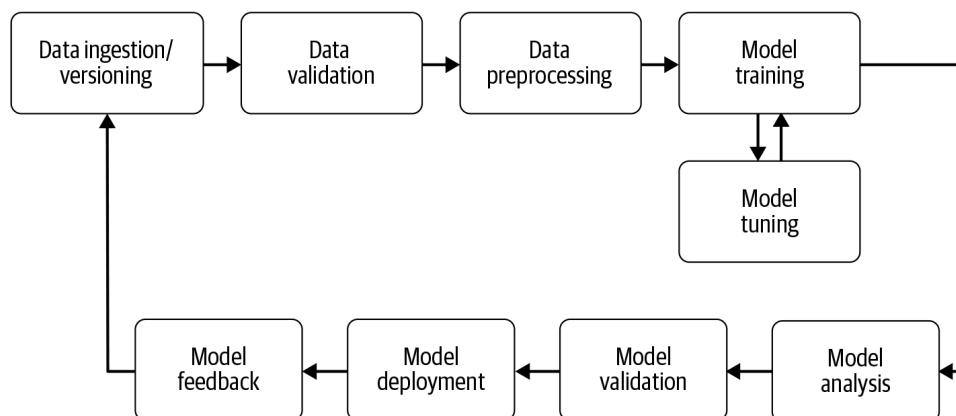 Data ingestion/
versioning
Data
validation
Data
preprocessing
Model
training
Model
tuning
Model
feedback
Model
deployment
Model
validation
Model
analysis